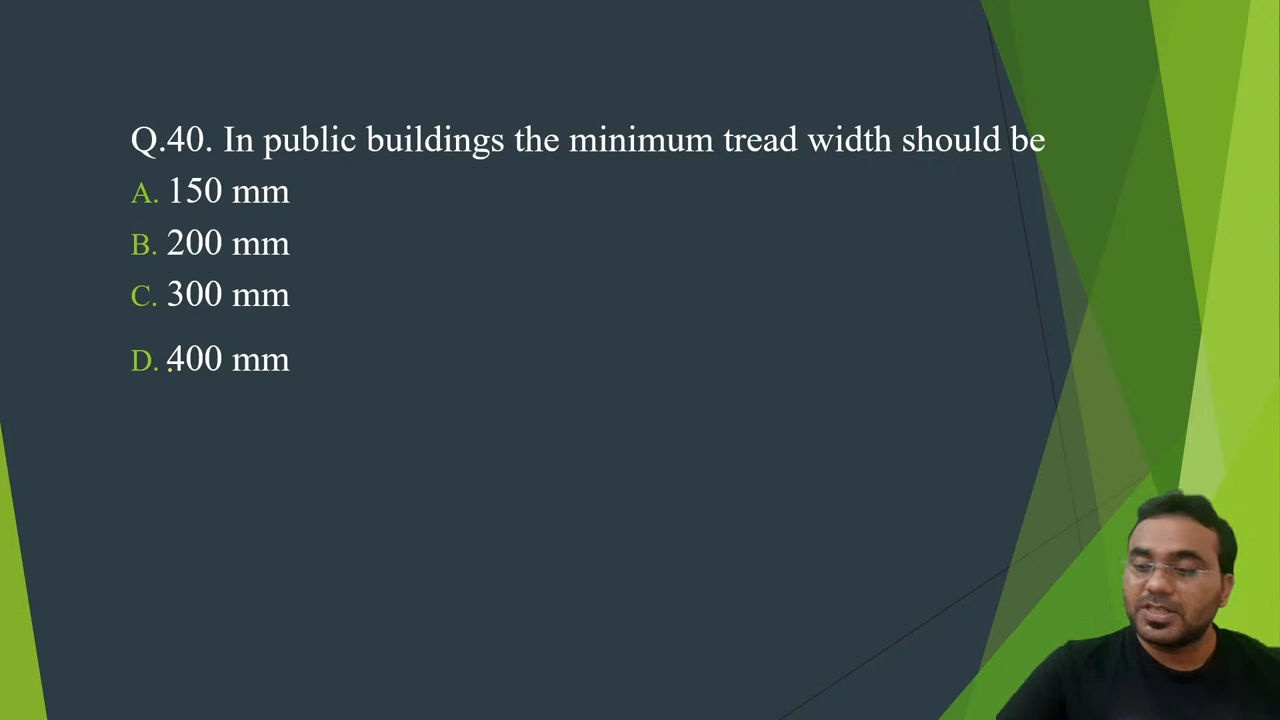 Q.40. In public buildings the minimum tread width should be
A. 150 mm
B. 200 mm
C. 300 mm
D. 400 mm